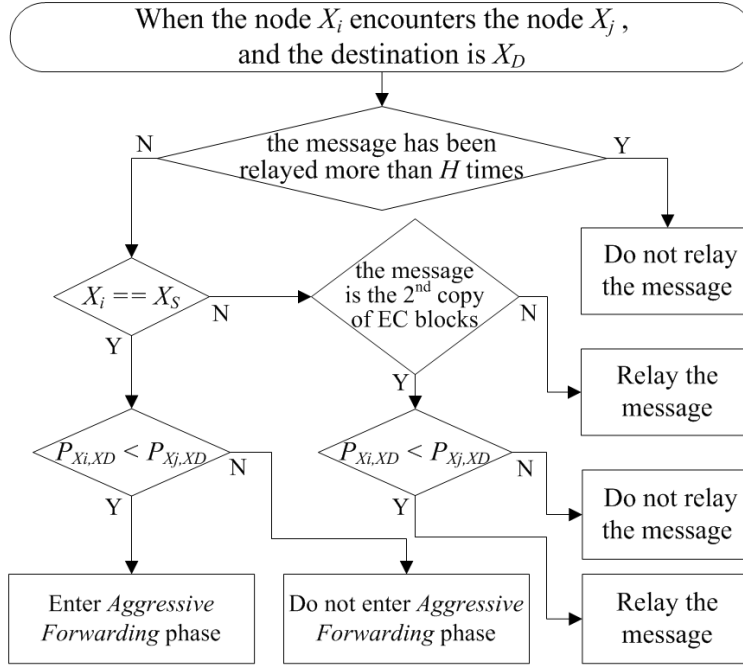 When the node Xi encounters the node Xj ,
and the destination is XD
N
the message has been
relayed more than H times
Y
Do not relay
the message
Xi == XS
N
Y
the message
is the 2nd copy
of EC blocks
N
Y
Relay the
message
PXi,XD < PXj,XD
N
Y
PXi,XD < PXj,XD
N
Y
Do not relay
the message
Enter Aggressive
Forwarding phase
Do not enter Aggressive
Forwarding phase
Relay the
message